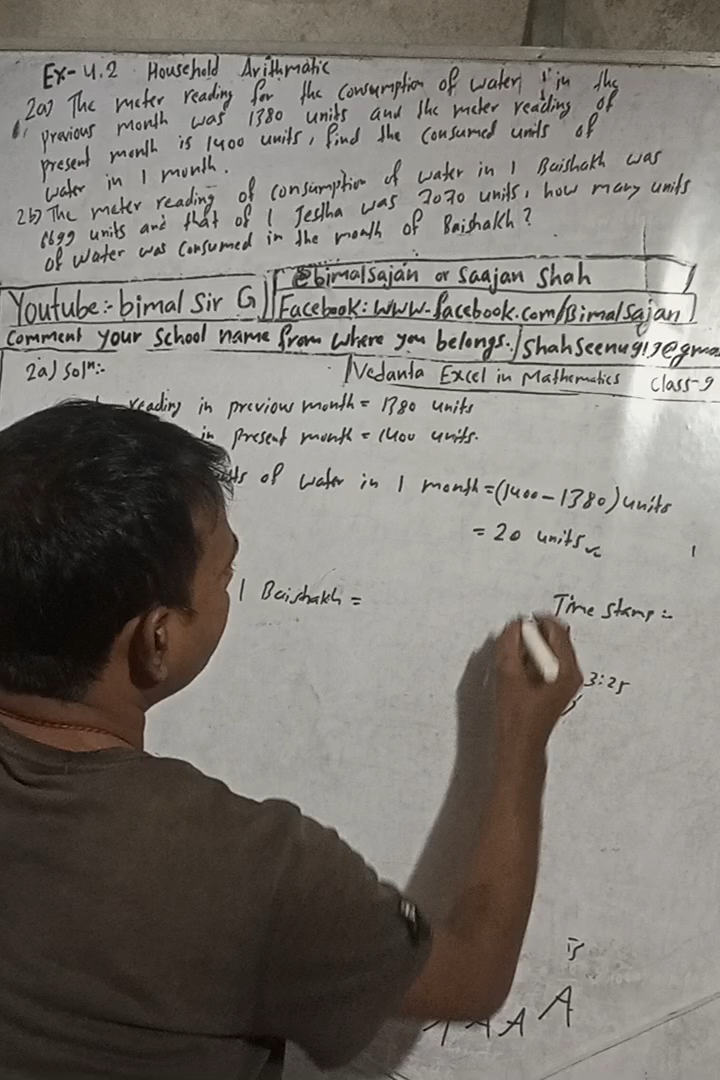 Ex-4.2 Household Arithmatic
2a) The meter reading for the consumption of water, in the
previous month was 1380 units and the meter reading of
present month is 1400 units, find the consumed units of
water in 1 month.
2b) The meter reading of consumption of water in 1 Baishakh was
units and that of 1 Jestha was 7070 units, how many units
of water was consumed in the month of Baishakh?
@bimalsajan or Saajan Shah
Youtube:- bimal Sir G
Facebook: www.facebook.com/Bimalsajan
Comment your School name from where you belongs.
2a) Solⁿ:-
Vedanta Excel in Mathematics Class-9
reading in previous month = 1380 units
in present month = 1400 units.
of water in 1 month = (1400-1380) units
= 20 units
1 Baishakh =
Time stamp:-
3:25
A A A